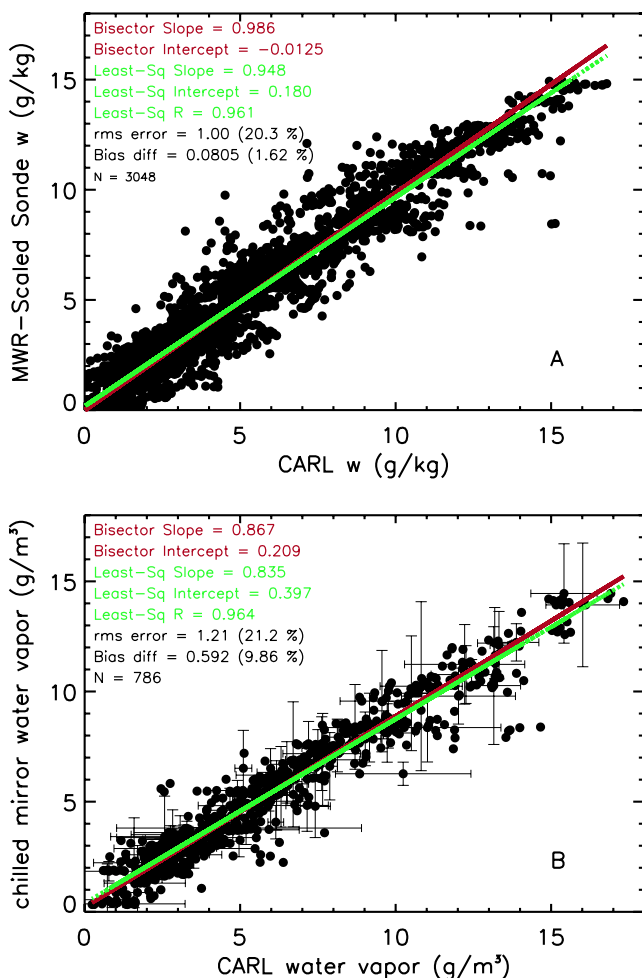 Bisector Slope = 0.986
Bisector Intercept = −0.0125
Least−Sq Slope = 0.948
Least−Sq Intercept = 0.180
Least−Sq R = 0.961
rms error = 1.00 (20.3 %)
Bias diff = 0.0805 (1.62 %)
N = 3048
MWR−Scaled Sonde w (g/kg)
15
10
5
0
A
0 5 10 15
CARL w (g/kg)
Bisector Slope = 0.867
Bisector Intercept = 0.209
Least−Sq Slope = 0.835
Least−Sq Intercept = 0.397
Least−Sq R = 0.964
rms error = 1.21 (21.2 %)
Bias diff = 0.592 (9.86 %)
N = 786
chilled mirror water vapor (g/m³)
15
10
5
0
B
0 5 10 15
CARL water vapor (g/m³)